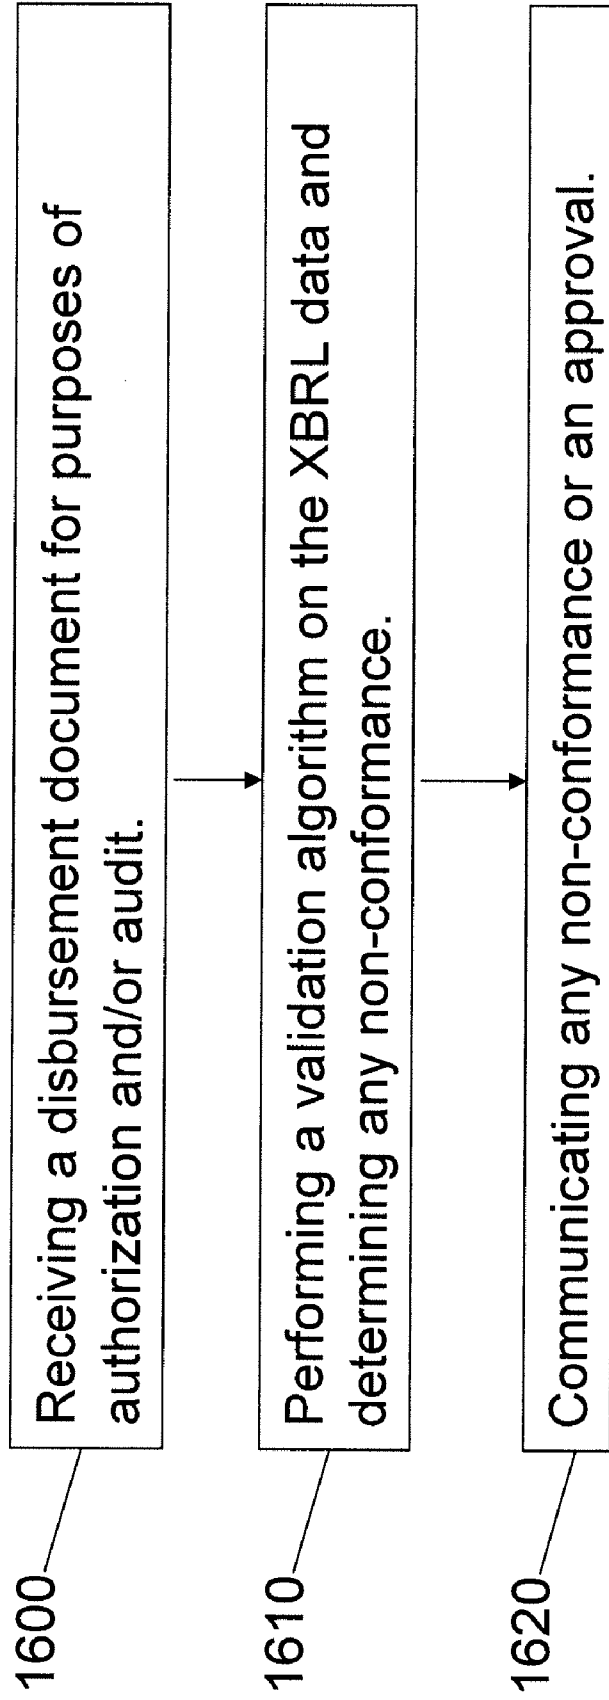 1600
Receiving a disbursement document for purposes of
authorization and/or audit.
1610
Performing a validation algorithm on the XBRL data and
determining any non-conformance.
1620
Communicating any non-conformance or an approval.